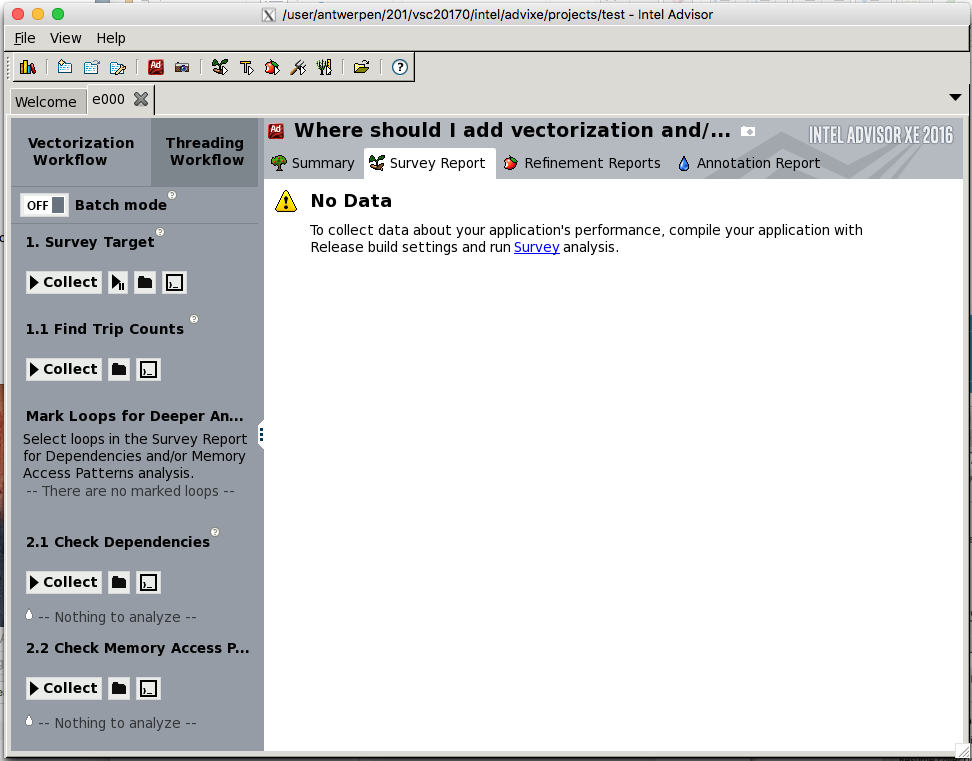 /user/antwerpen/201/vsc20170/intel/advixe/projects/test - Intel Advisor
File View Help
Welcome e000
Vectorization Workflow
Threading Workflow
OFF Batch mode
1. Survey Target
Collect
1.1 Find Trip Counts
Collect
Mark Loops for Deeper An...
Select loops in the Survey Report
for Dependencies and/or Memory
Access Patterns analysis.
-- There are no marked loops --
2.1 Check Dependencies
Collect
-- Nothing to analyze --
2.2 Check Memory Access P...
Collect
-- Nothing to analyze --
Where should I add vectorization and/...
INTEL ADVISOR XE 2016
Summary Survey Report Refinement Reports Annotation Report
No Data
To collect data about your application's performance, compile your application with
Release build settings and run Survey analysis.